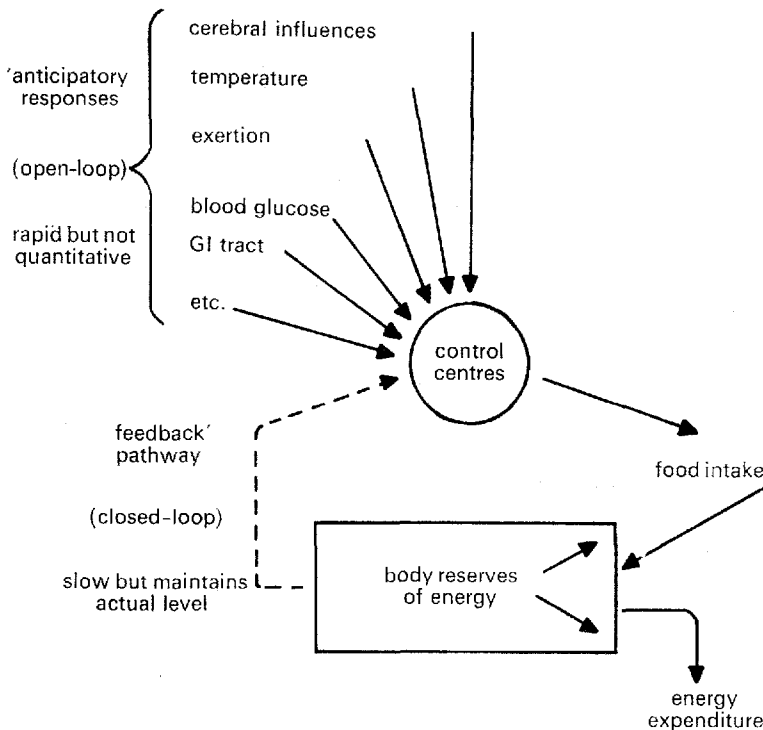 cerebral influences
'anticipatory
responses
temperature
exertion
(open-loop)
blood glucose
rapid but not
quantitative
GI tract
etc.
control
centres
feedback'
pathway
food intake
(closed-loop)
slow but maintains
actual level
body reserves
of energy
energy
expenditure